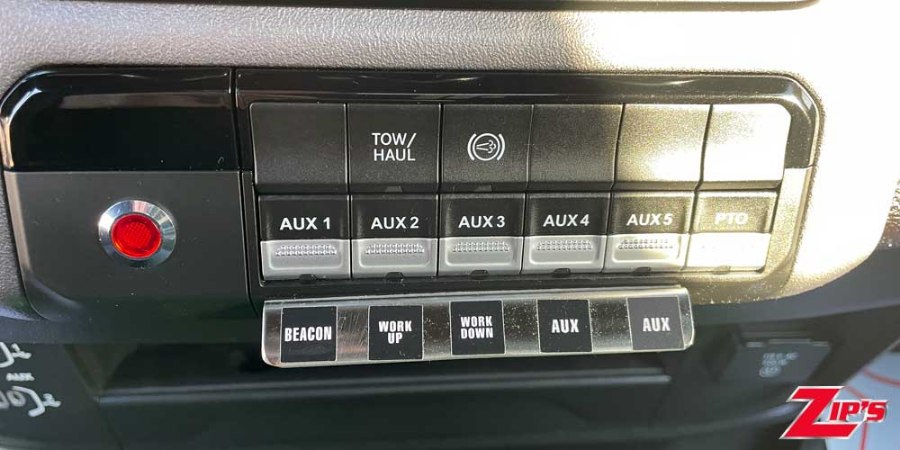 TOW/
HAUL
AUX 1 AUX 2 AUX 3 AUX 4 AUX 5 PTO
BEACON WORK UP WORK DOWN AUX AUX
AUX
ZIP'S